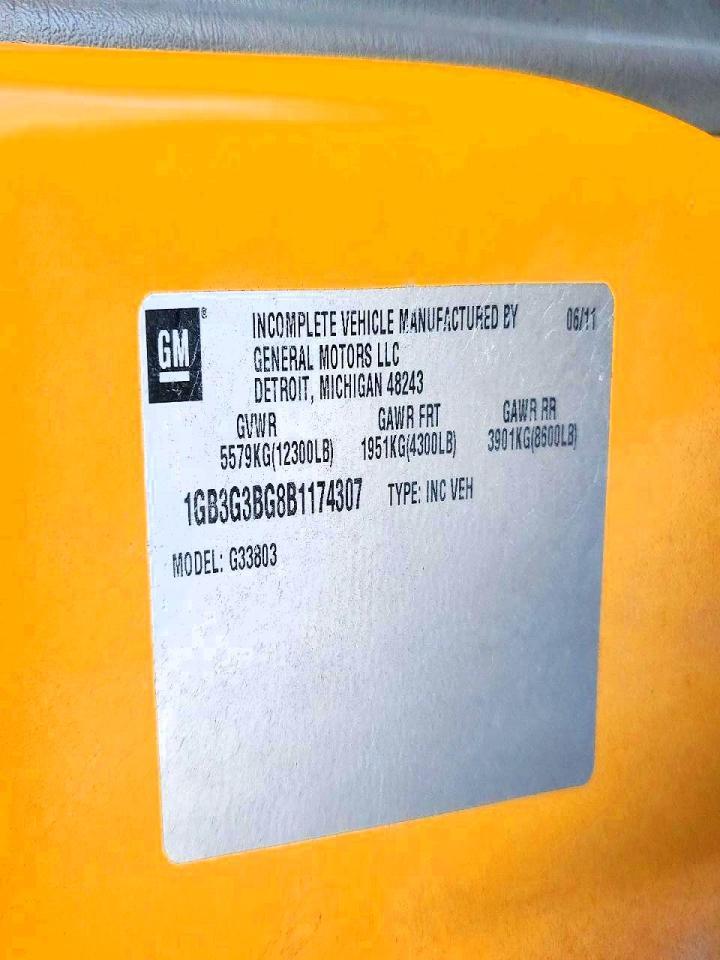 GM®
INCOMPLETE VEHICLE MANUFACTURED BY 06/11
GENERAL MOTORS LLC
DETROIT, MICHIGAN 48243
GVWR GAWR FRT GAWR RR
5579KG(12300LB) 1951KG(4300LB) 3901KG(8600LB)
1GB3G3BG8B1174307 TYPE: INC VEH
MODEL: G33803